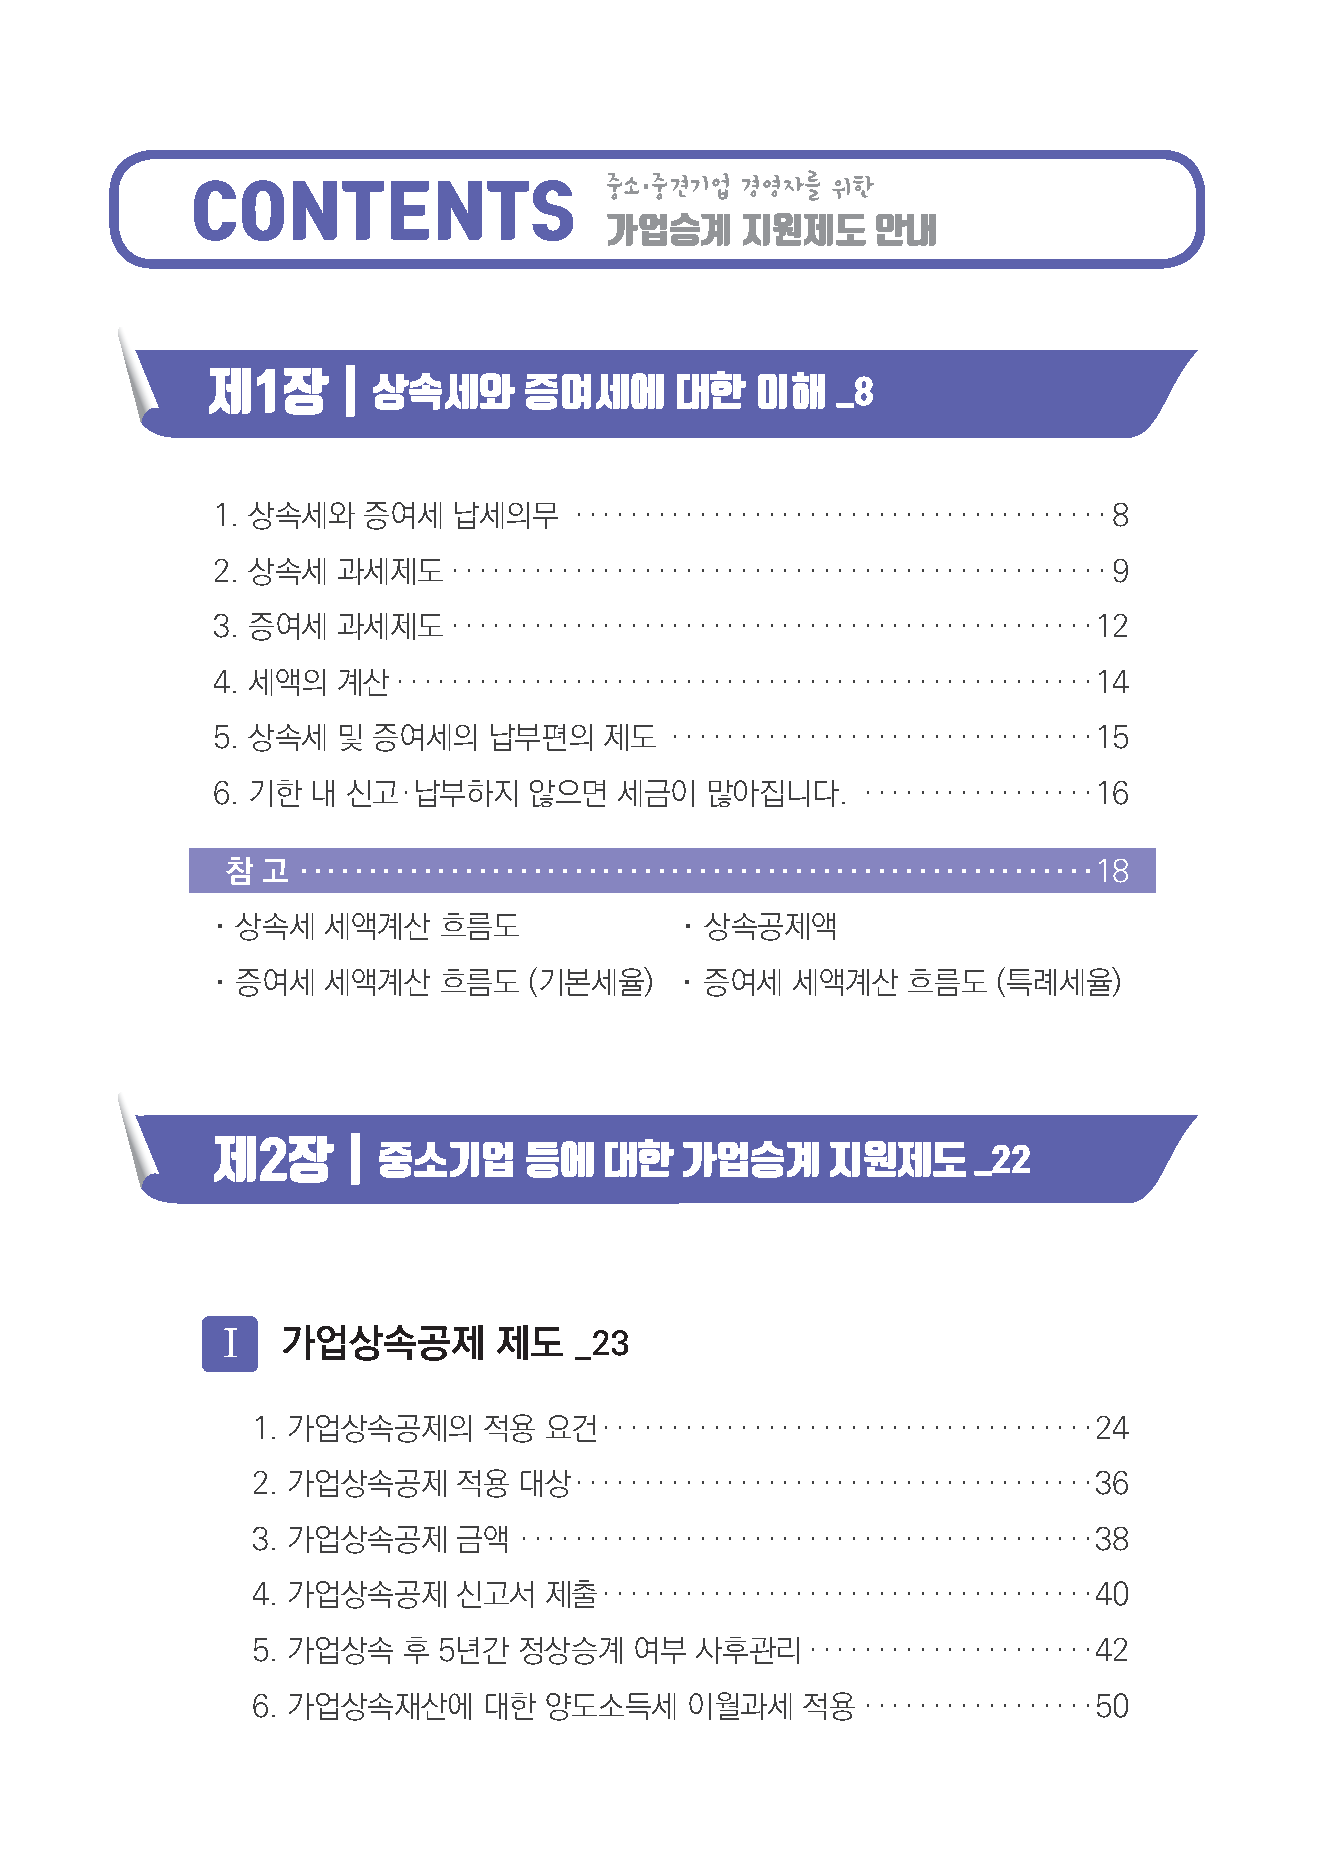 CONTENTS
중소·중견기업 경영자를 위한
가업승계 지원제도 안내
제1장 | 상속세와 증여세에 대한 이해 _8
1. 상속세와 증여세 납세의무 ······································· 8
2. 상속세 과세제도 ················································ 9
3. 증여세 과세제도 ··············································· 12
4. 세액의 계산 ··················································· 14
5. 상속세 및 증여세의 납부편의 제도 ······························· 15
6. 기한 내 신고·납부하지 않으면 세금이 많아집니다. ················· 16
참 고 ·························································· 18
· 상속세 세액계산 흐름도 · 상속공제액
· 증여세 세액계산 흐름도 (기본세율) · 증여세 세액계산 흐름도 (특례세율)
제2장 | 중소기업 등에 대한 가업승계 지원제도 _22
Ⅰ 가업상속공제 제도 _23
1. 가업상속공제의 적용 요건 ···································· 24
2. 가업상속공제 적용 대상 ······································ 36
3. 가업상속공제 금액 ·········································· 38
4. 가업상속공제 신고서 제출 ···································· 40
5. 가업상속 후 5년간 정상승계 여부 사후관리 ····················· 42
6. 가업상속재산에 대한 양도소득세 이월과세 적용 ················· 50